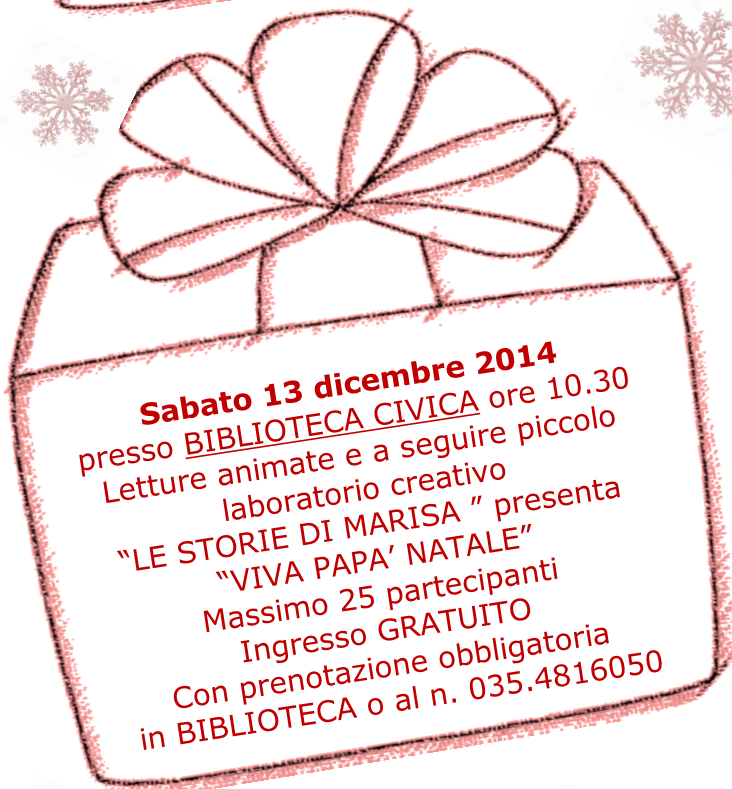 Sabato 13 dicembre 2014
presso BIBLIOTECA CIVICA ore 10.30
Letture animate e a seguire piccolo
laboratorio creativo
“LE STORIE DI MARISA ” presenta
“VIVA PAPA’ NATALE”
Massimo 25 partecipanti
Ingresso GRATUITO
Con prenotazione obbligatoria
in BIBLIOTECA o al n. 035.4816050